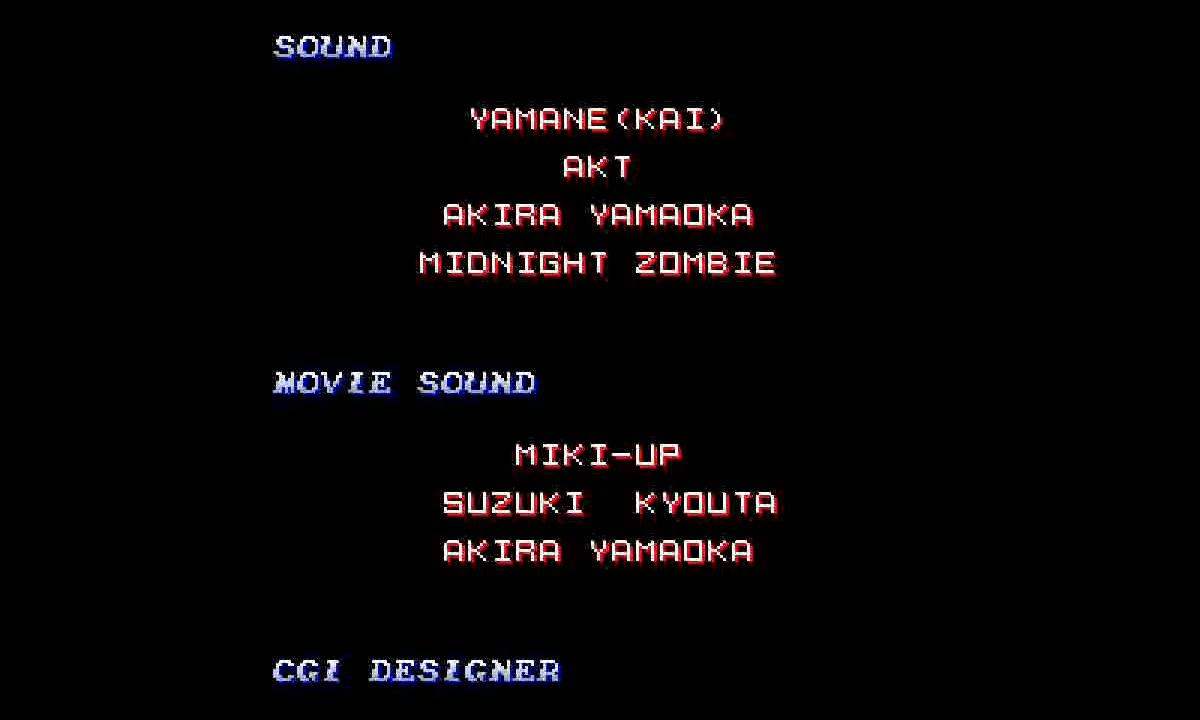 SOUND
YAMANE(KAI)
AKT
AKIRA YAMAOKA
MIDNIGHT ZOMBIE
MOVIE SOUND
MIKI-UP
SUZUKI  KYOUTA
AKIRA YAMAOKA
CGI DESIGNER